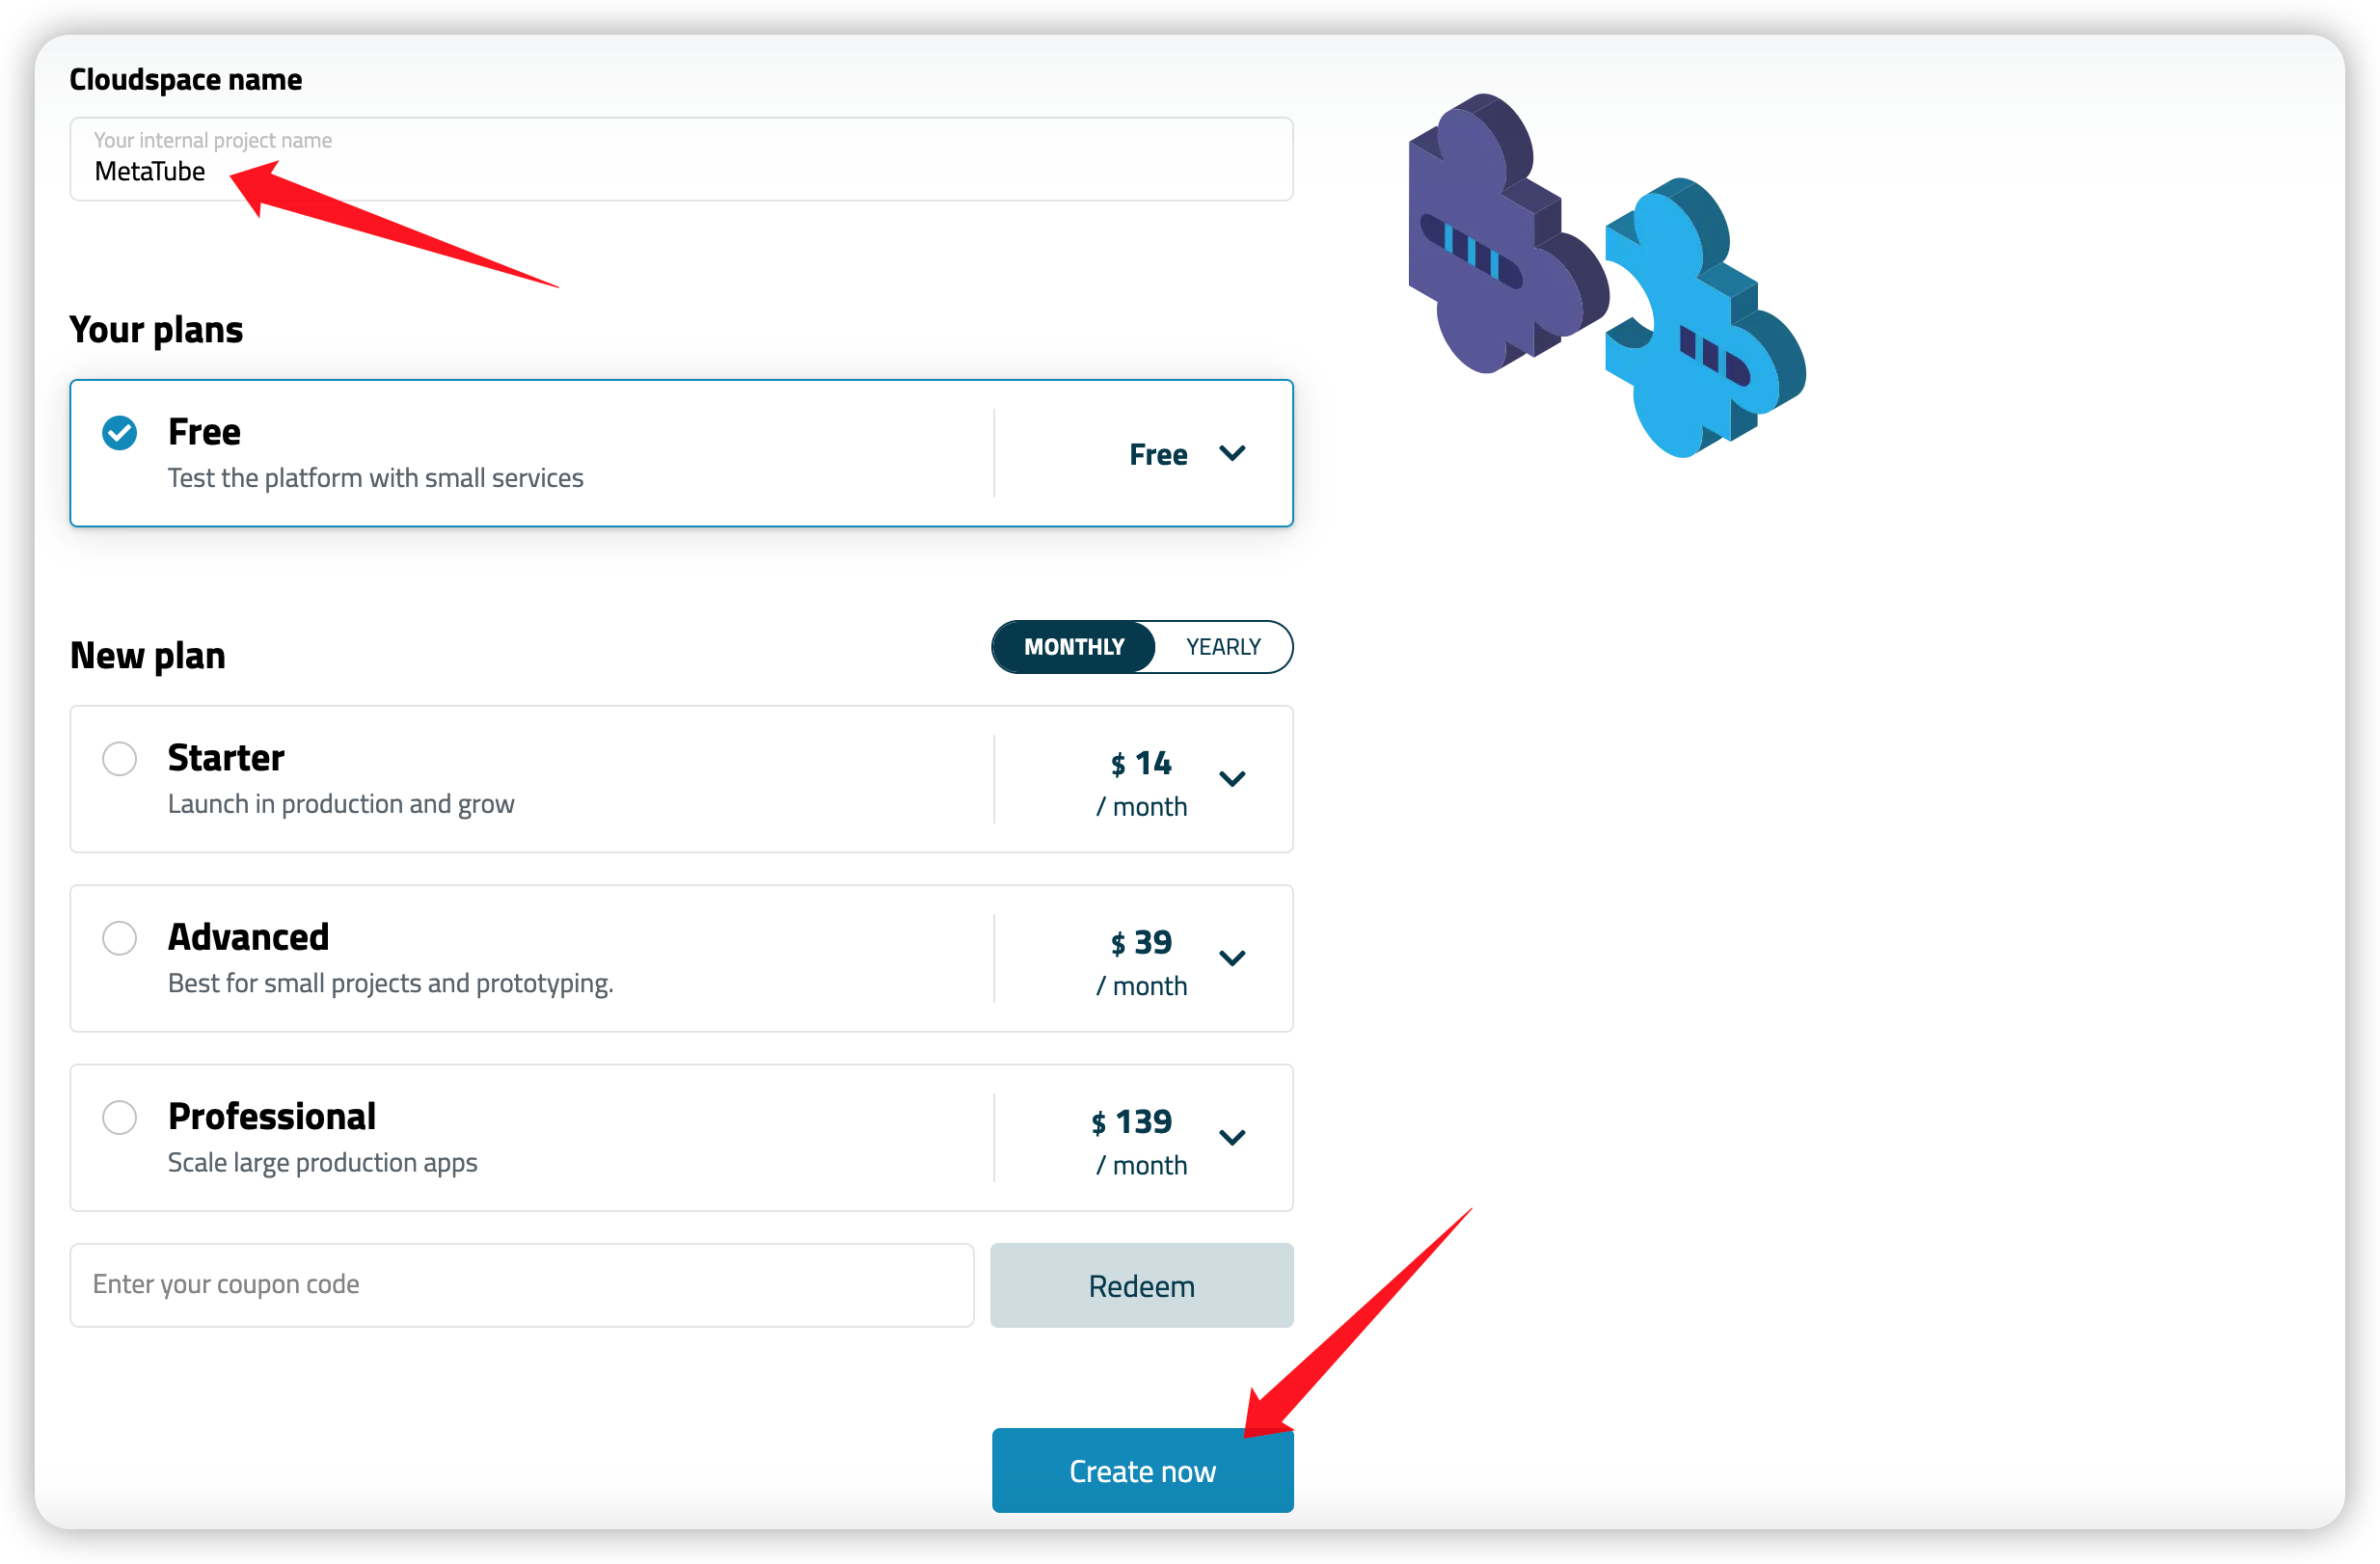 Cloudspace name
Your internal project name
MetaTube
Your plans
Free
Test the platform with small services
Free
New plan
MONTHLY YEARLY
Starter
Launch in production and grow
$ 14
/ month
Advanced
Best for small projects and prototyping.
$ 39
/ month
Professional
Scale large production apps
$ 139
/ month
Enter your coupon code
Redeem
Create now